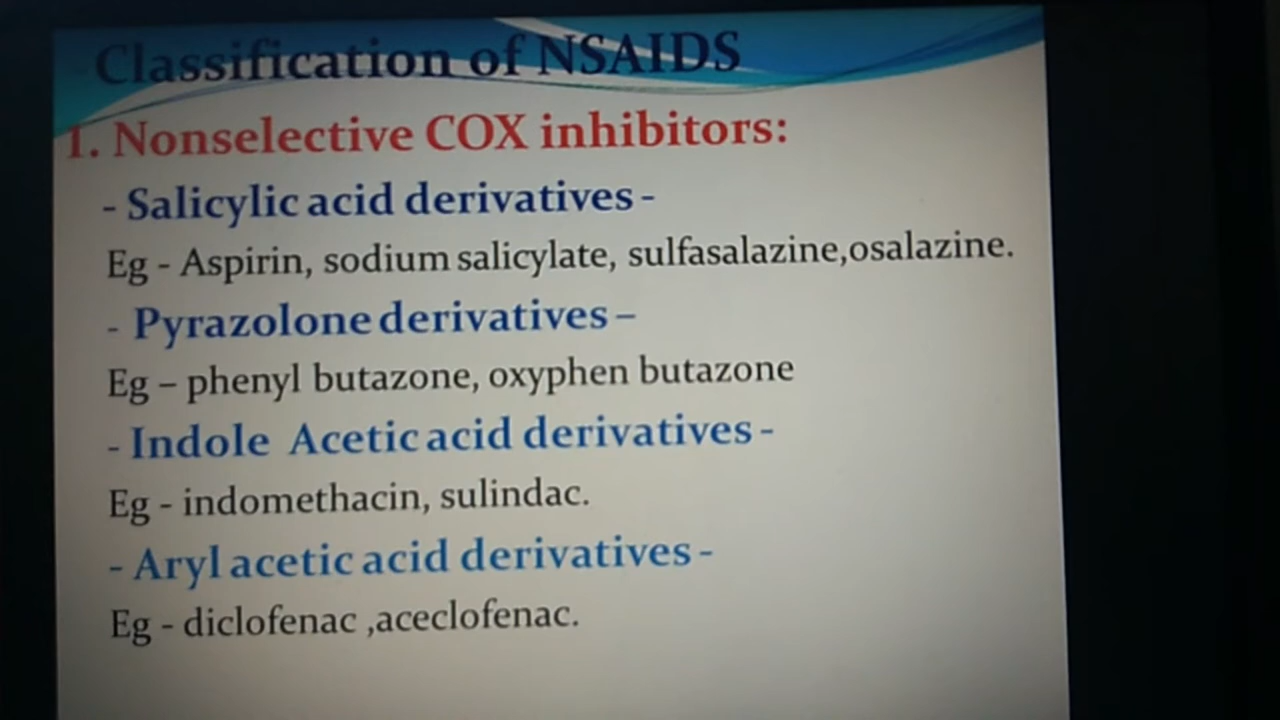 Classification of NSAIDS
1. Nonselective COX inhibitors:
- Salicylic acid derivatives -
Eg - Aspirin, sodium salicylate, sulfasalazine,osalazine.
- Pyrazolone derivatives –
Eg – phenyl butazone, oxyphen butazone
- Indole Acetic acid derivatives -
Eg - indomethacin, sulindac.
- Aryl acetic acid derivatives -
Eg - diclofenac ,aceclofenac.